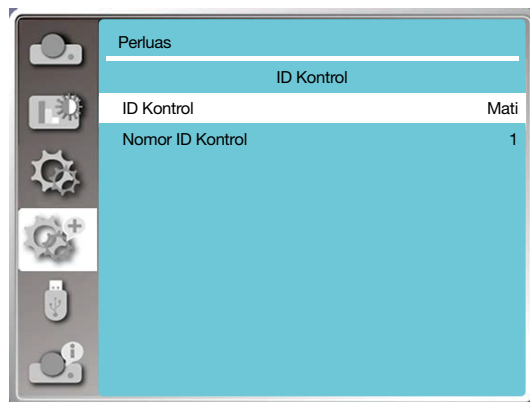 Perluas
ID Kontrol
ID Kontrol Mati
Nomor ID Kontrol 1